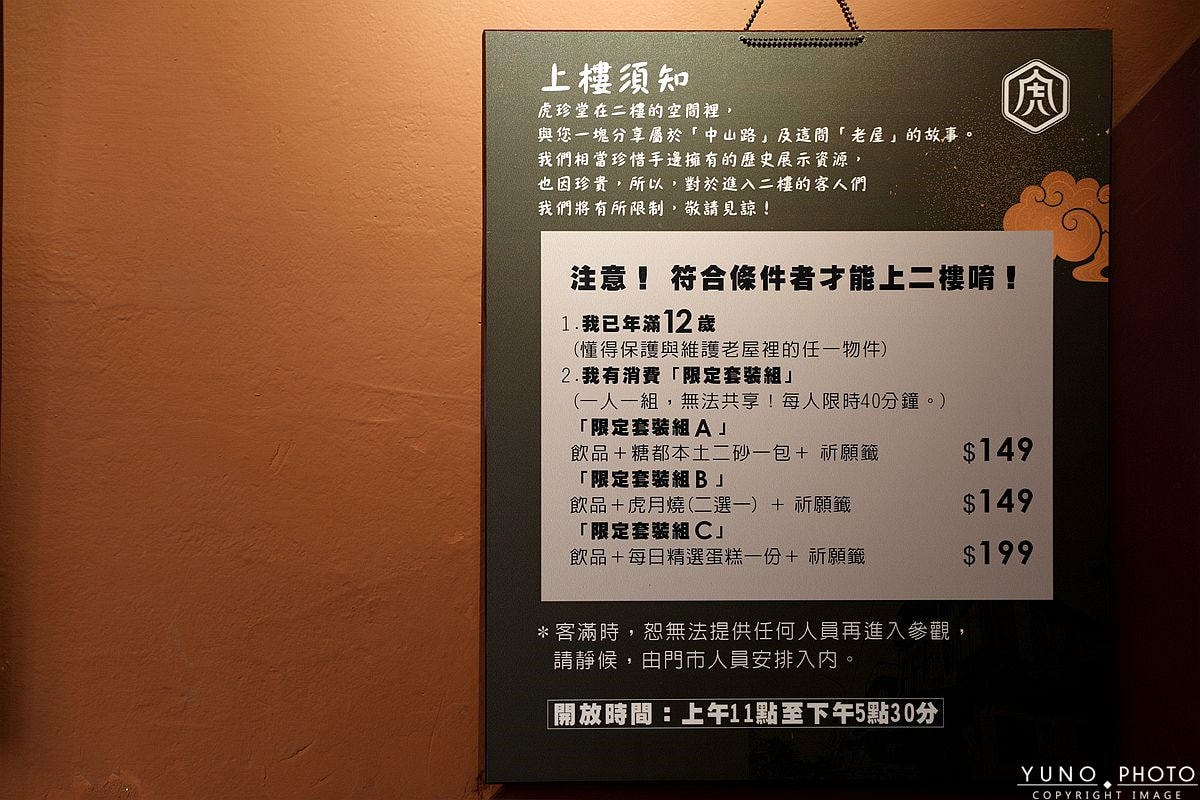 上樓須知
虎
虎珍堂在二樓的空間裡，
與您一塊分享屬於「中山路」及這間「老屋」的故事。
我們相當珍惜手邊擁有的歷史展示資源，
也因珍貴，所以，對於進入二樓的客人們
我們將有所限制，敬請見諒！
注意！ 符合條件者才能上二樓唷！
1.我已年滿12歲
(懂得保護與維護老屋裡的任一物件)
2.我有消費「限定套裝組」
(一人一組，無法共享！每人限時40分鐘。)
「限定套裝組A」
飲品＋糖都本土二砂一包＋ 祈願籤 $149
「限定套裝組B」
飲品＋虎月燒(二選一) ＋ 祈願籤 $149
「限定套裝組C」
飲品＋每日精選蛋糕一份＋ 祈願籤 $199
＊客滿時，恕無法提供任何人員再進入參觀，
請靜候，由門市人員安排入內。
開放時間：上午11點至下午5點30分
YUNO PHOTO
COPYRIGHT IMAGE